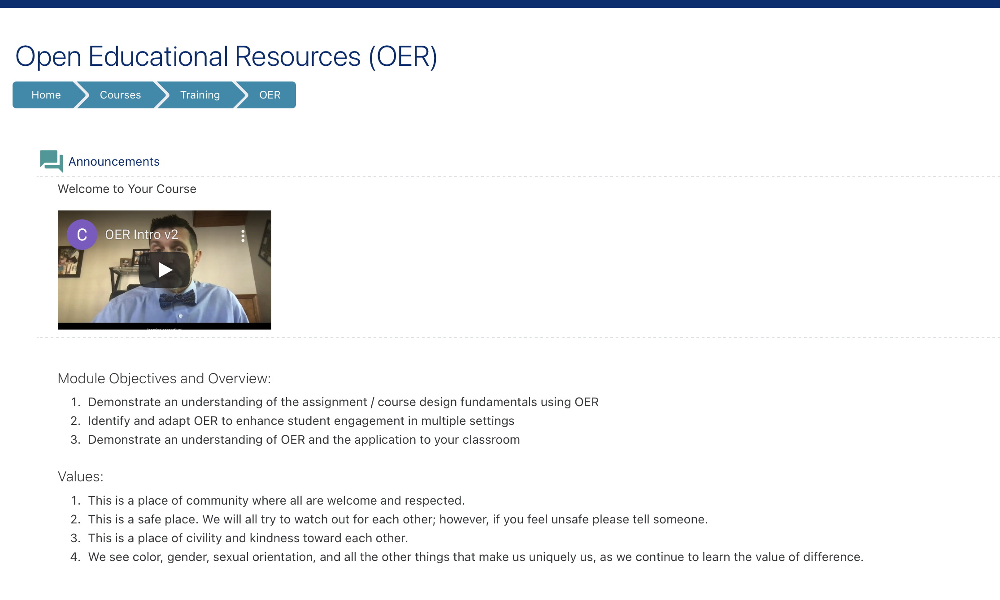 Open Educational Resources (OER)
Home Courses Training OER
Announcements
Welcome to Your Course
C OER Intro v2
Module Objectives and Overview:
1. Demonstrate an understanding of the assignment / course design fundamentals using OER
2. Identify and adapt OER to enhance student engagement in multiple settings
3. Demonstrate an understanding of OER and the application to your classroom
Values:
1. This is a place of community where all are welcome and respected.
2. This is a safe place. We will all try to watch out for each other; however, if you feel unsafe please tell someone.
3. This is a place of civility and kindness toward each other.
4. We see color, gender, sexual orientation, and all the other things that make us uniquely us, as we continue to learn the value of difference.